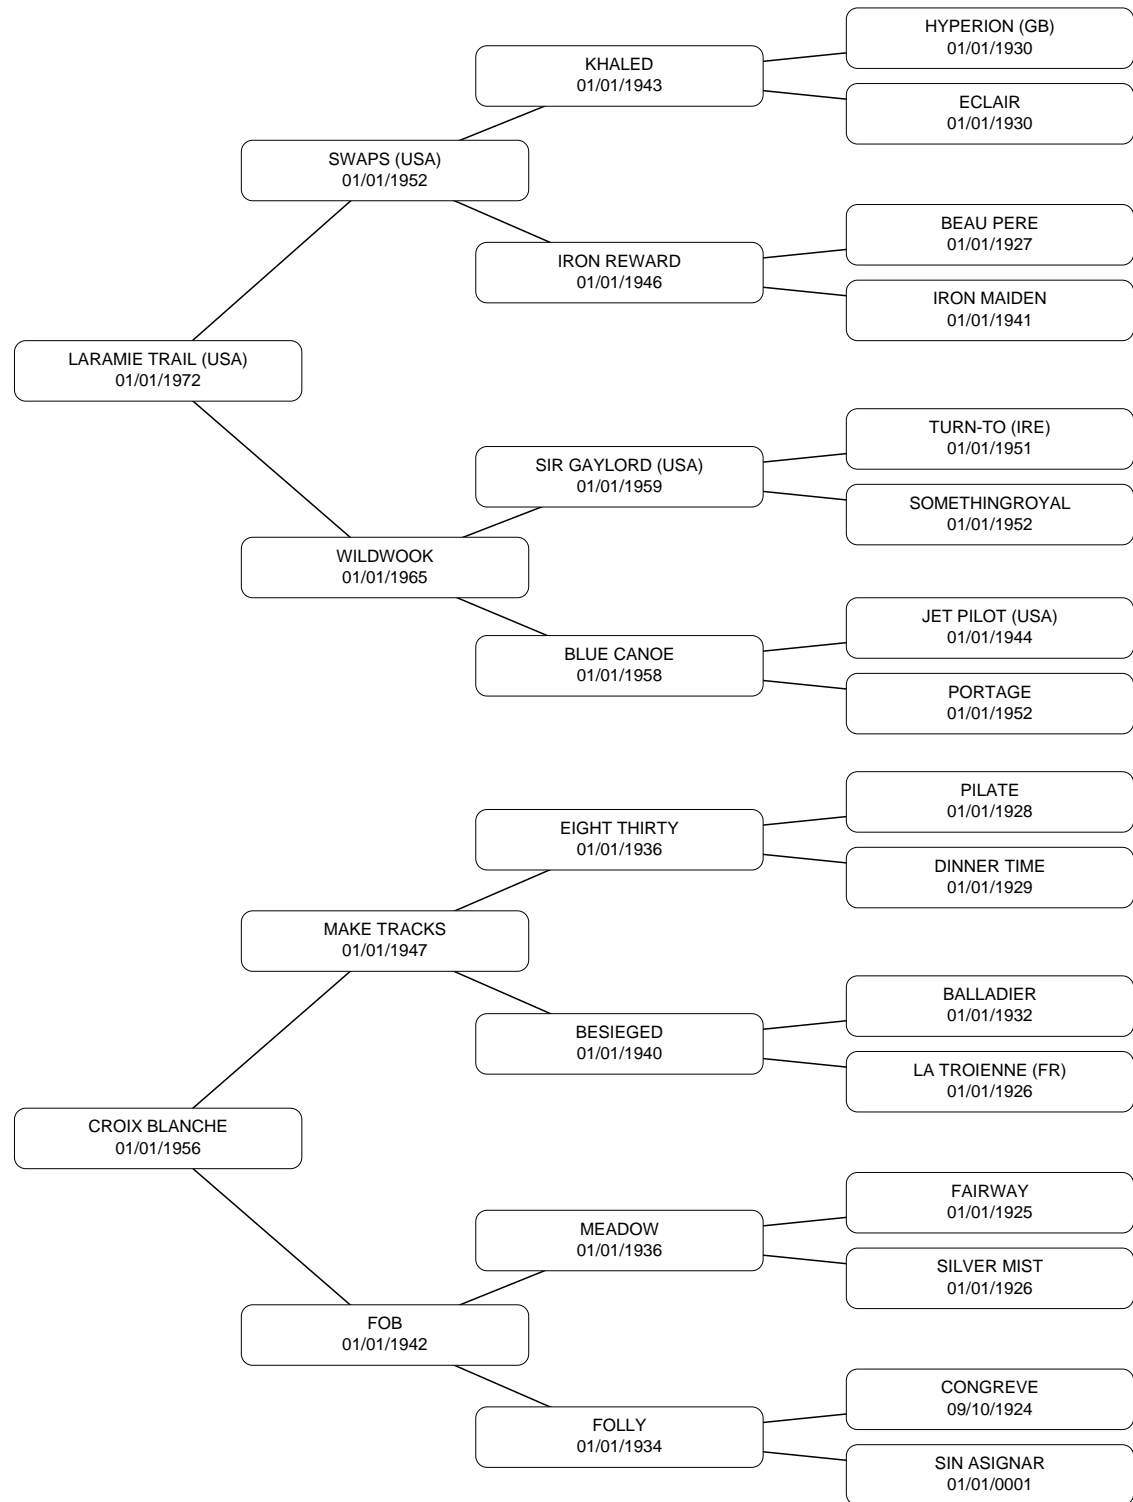 HYPERION (GB)
01/01/1930
KHALED
01/01/1943
ECLAIR
01/01/1930
SWAPS (USA)
01/01/1952
BEAU PERE
01/01/1927
IRON REWARD
01/01/1946
IRON MAIDEN
01/01/1941
LARAMIE TRAIL (USA)
01/01/1972
TURN-TO (IRE)
01/01/1951
SIR GAYLORD (USA)
01/01/1959
SOMETHINGROYAL
01/01/1952
WILDWOOK
01/01/1965
JET PILOT (USA)
01/01/1944
BLUE CANOE
01/01/1958
PORTAGE
01/01/1952
PILATE
01/01/1928
EIGHT THIRTY
01/01/1936
DINNER TIME
01/01/1929
MAKE TRACKS
01/01/1947
BALLADIER
01/01/1932
BESIEGED
01/01/1940
LA TROIENNE (FR)
01/01/1926
CROIX BLANCHE
01/01/1956
FAIRWAY
01/01/1925
MEADOW
01/01/1936
SILVER MIST
01/01/1926
FOB
01/01/1942
CONGREVE
09/10/1924
FOLLY
01/01/1934
SIN ASIGNAR
01/01/0001